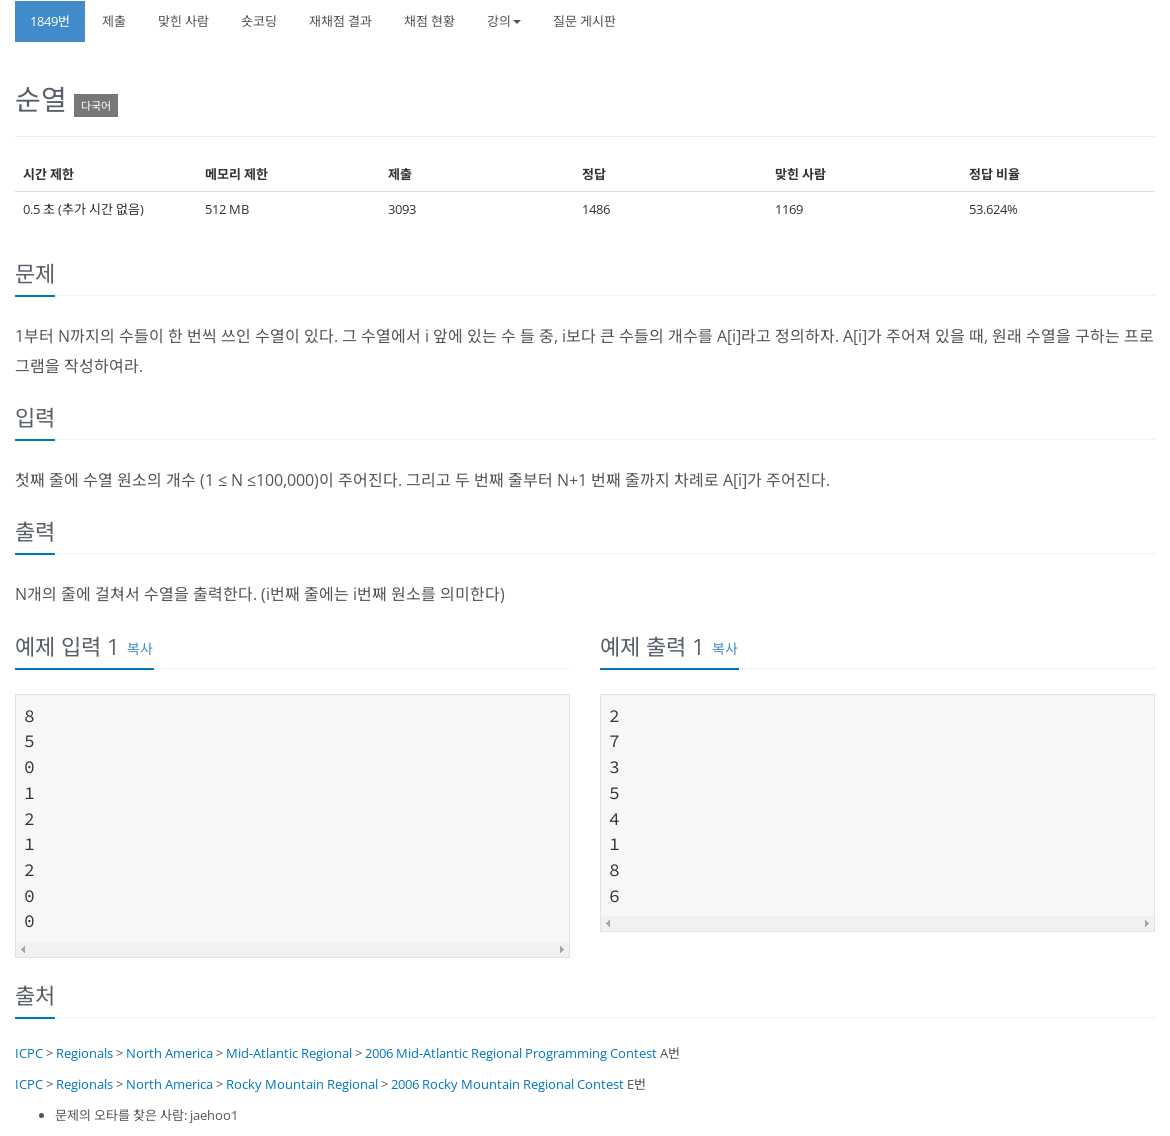 1849번 제출 맞힌 사람 숏코딩 재채점 결과 채점 현황 강의 질문 게시판
순열 다국어
시간 제한 메모리 제한 제출 정답 맞힌 사람 정답 비율
0.5 초 (추가 시간 없음) 512 MB 3093 1486 1169 53.624%
문제
1부터 N까지의 수들이 한 번씩 쓰인 수열이 있다. 그 수열에서 i 앞에 있는 수 들 중, i보다 큰 수들의 개수를 A[i]라고 정의하자. A[i]가 주어져 있을 때, 원래 수열을 구하는 프로
그램을 작성하여라.
입력
첫째 줄에 수열 원소의 개수 (1 ≤ N ≤100,000)이 주어진다. 그리고 두 번째 줄부터 N+1 번째 줄까지 차례로 A[i]가 주어진다.
출력
N개의 줄에 걸쳐서 수열을 출력한다. (i번째 줄에는 i번째 원소를 의미한다)
예제 입력 1 복사
8
5
0
1
2
1
2
0
0
예제 출력 1 복사
2
7
3
5
4
1
8
6
출처
ICPC > Regionals > North America > Mid-Atlantic Regional > 2006 Mid-Atlantic Regional Programming Contest A번
ICPC > Regionals > North America > Rocky Mountain Regional > 2006 Rocky Mountain Regional Contest E번
• 문제의 오타를 찾은 사람: jaehoo1